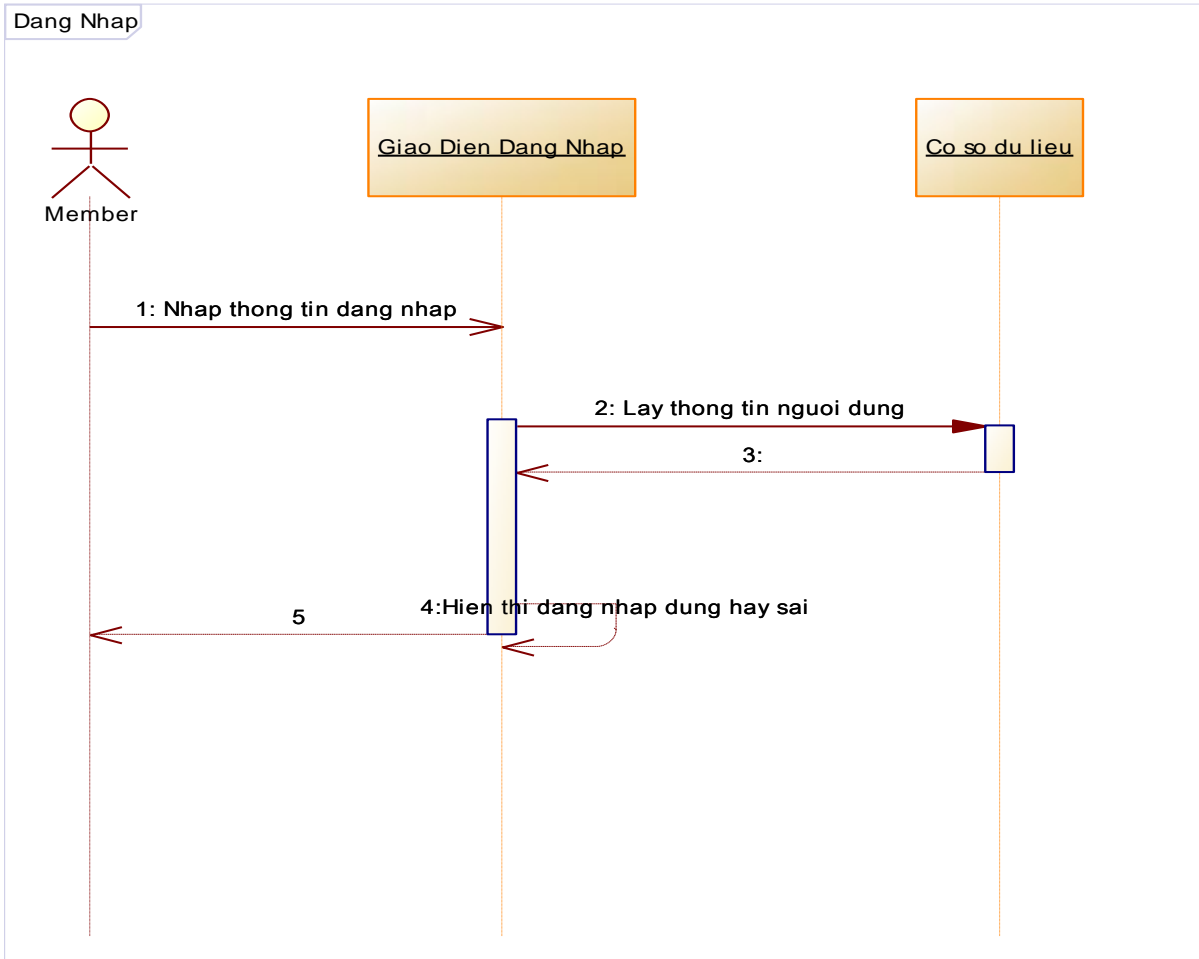 Dang Nhap
Giao Dien Dang Nhap
Co so du lieu
Member
1: Nhap thong tin dang nhap
2: Lay thong tin nguoi dung
3:
4:Hien thi dang nhap dung hay sai
5